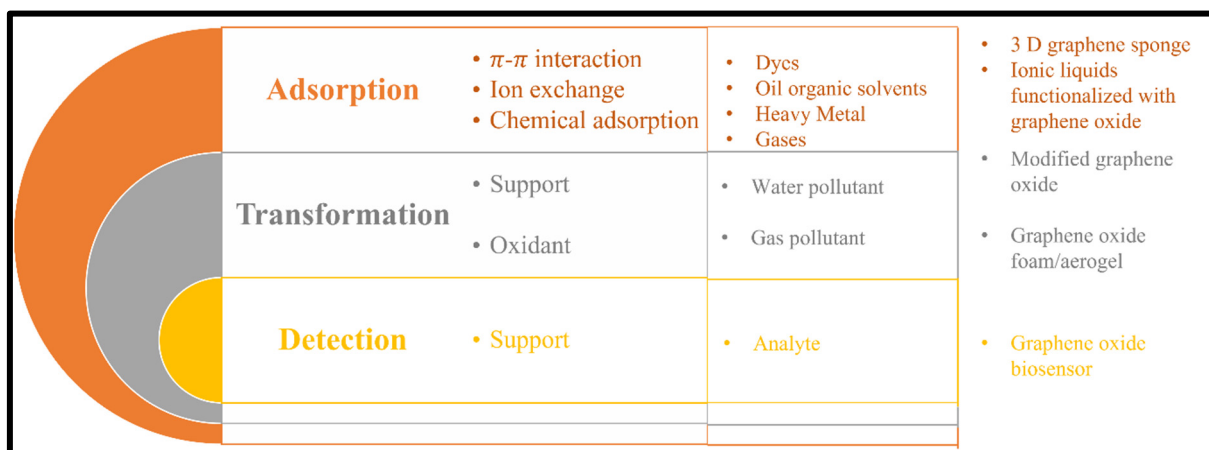 Adsorption
• π-π interaction
• Ion exchange
• Chemical adsorption
• Dyes
• Oil organic solvents
• Heavy Metal
• Gases
• 3 D graphene sponge
• Ionic liquids
functionalized with
graphene oxide
Transformation
• Support
• Oxidant
• Water pollutant
• Gas pollutant
• Modified graphene
oxide
• Graphene oxide
foam/aerogel
Detection
• Support
• Analyte
• Graphene oxide
biosensor